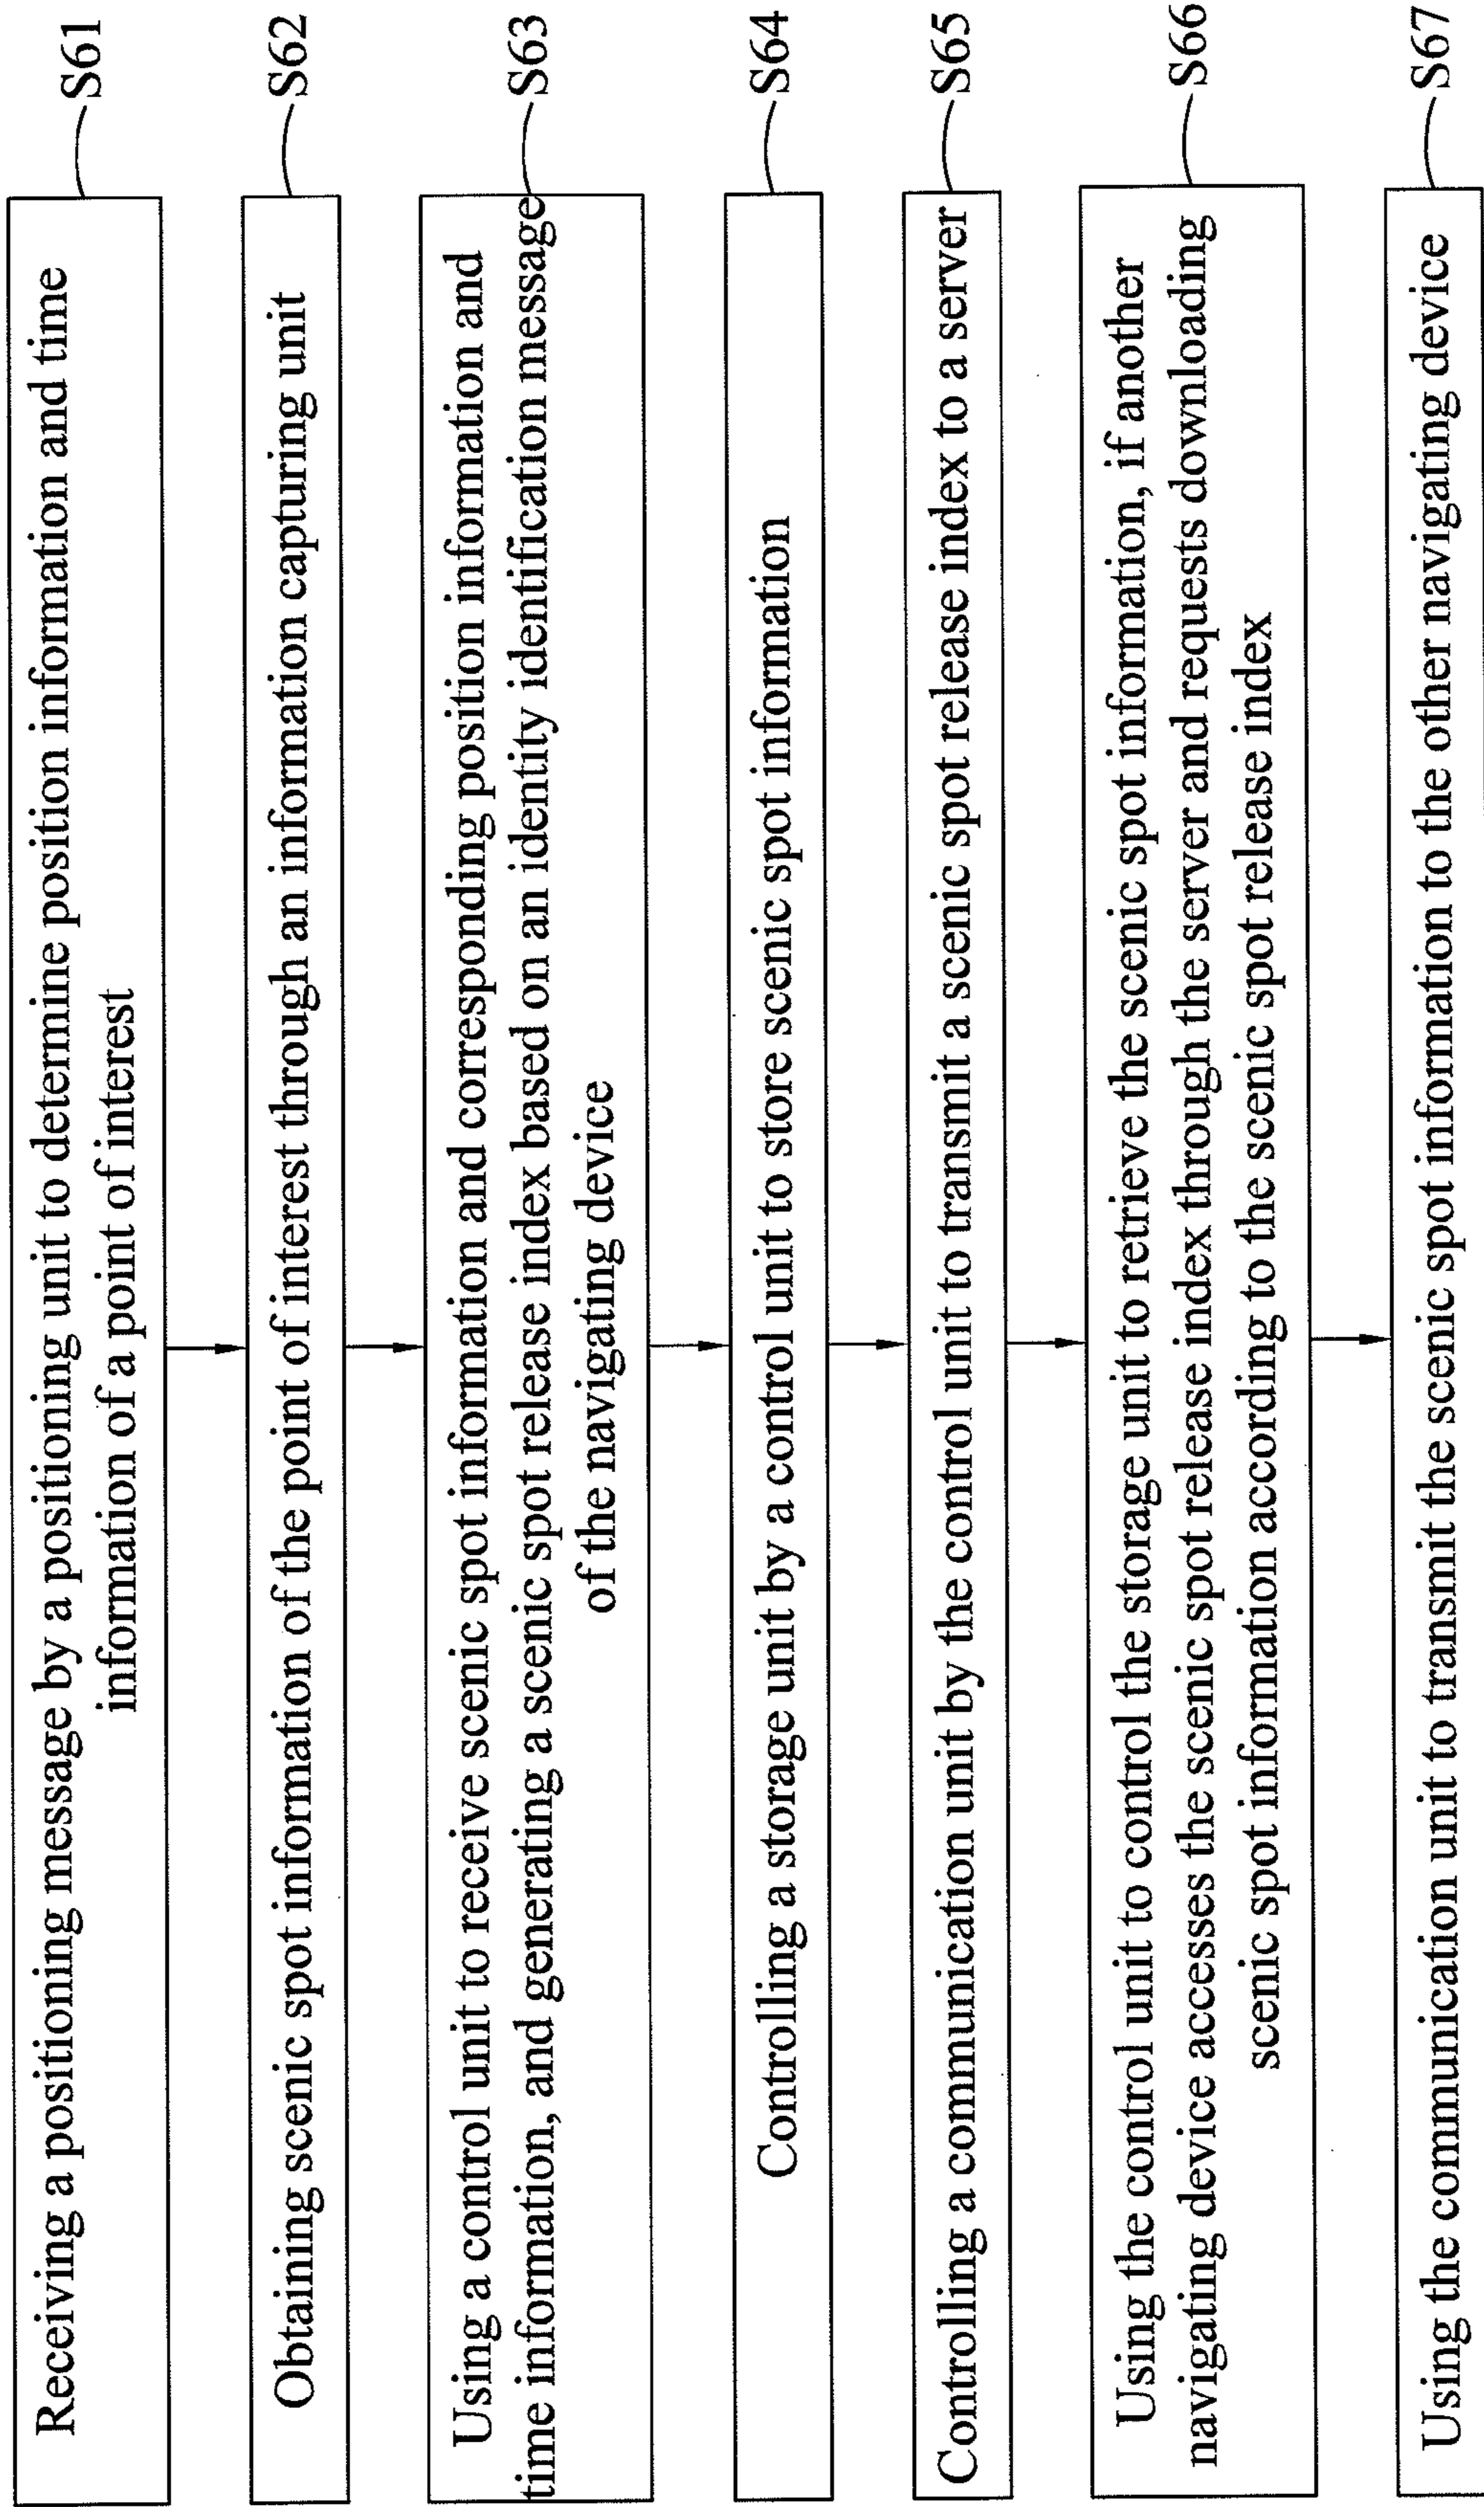 Receiving a positioning message by a positioning unit to determine position information and time
information of a point of interest
S61
Obtaining scenic spot information of the point of interest through an information capturing unit
S62
Using a control unit to receive scenic spot information and corresponding position information and
time information, and generating a scenic spot release index based on an identity identification message
of the navigating device
S63
Controlling a storage unit by a control unit to store scenic spot information
S64
Controlling a communication unit by the control unit to transmit a scenic spot release index to a server
S65
Using the control unit to control the storage unit to retrieve the scenic spot information, if another
navigating device accesses the scenic spot release index through the server and requests downloading
scenic spot information according to the scenic spot release index
S66
Using the communication unit to transmit the scenic spot information to the other navigating device
S67